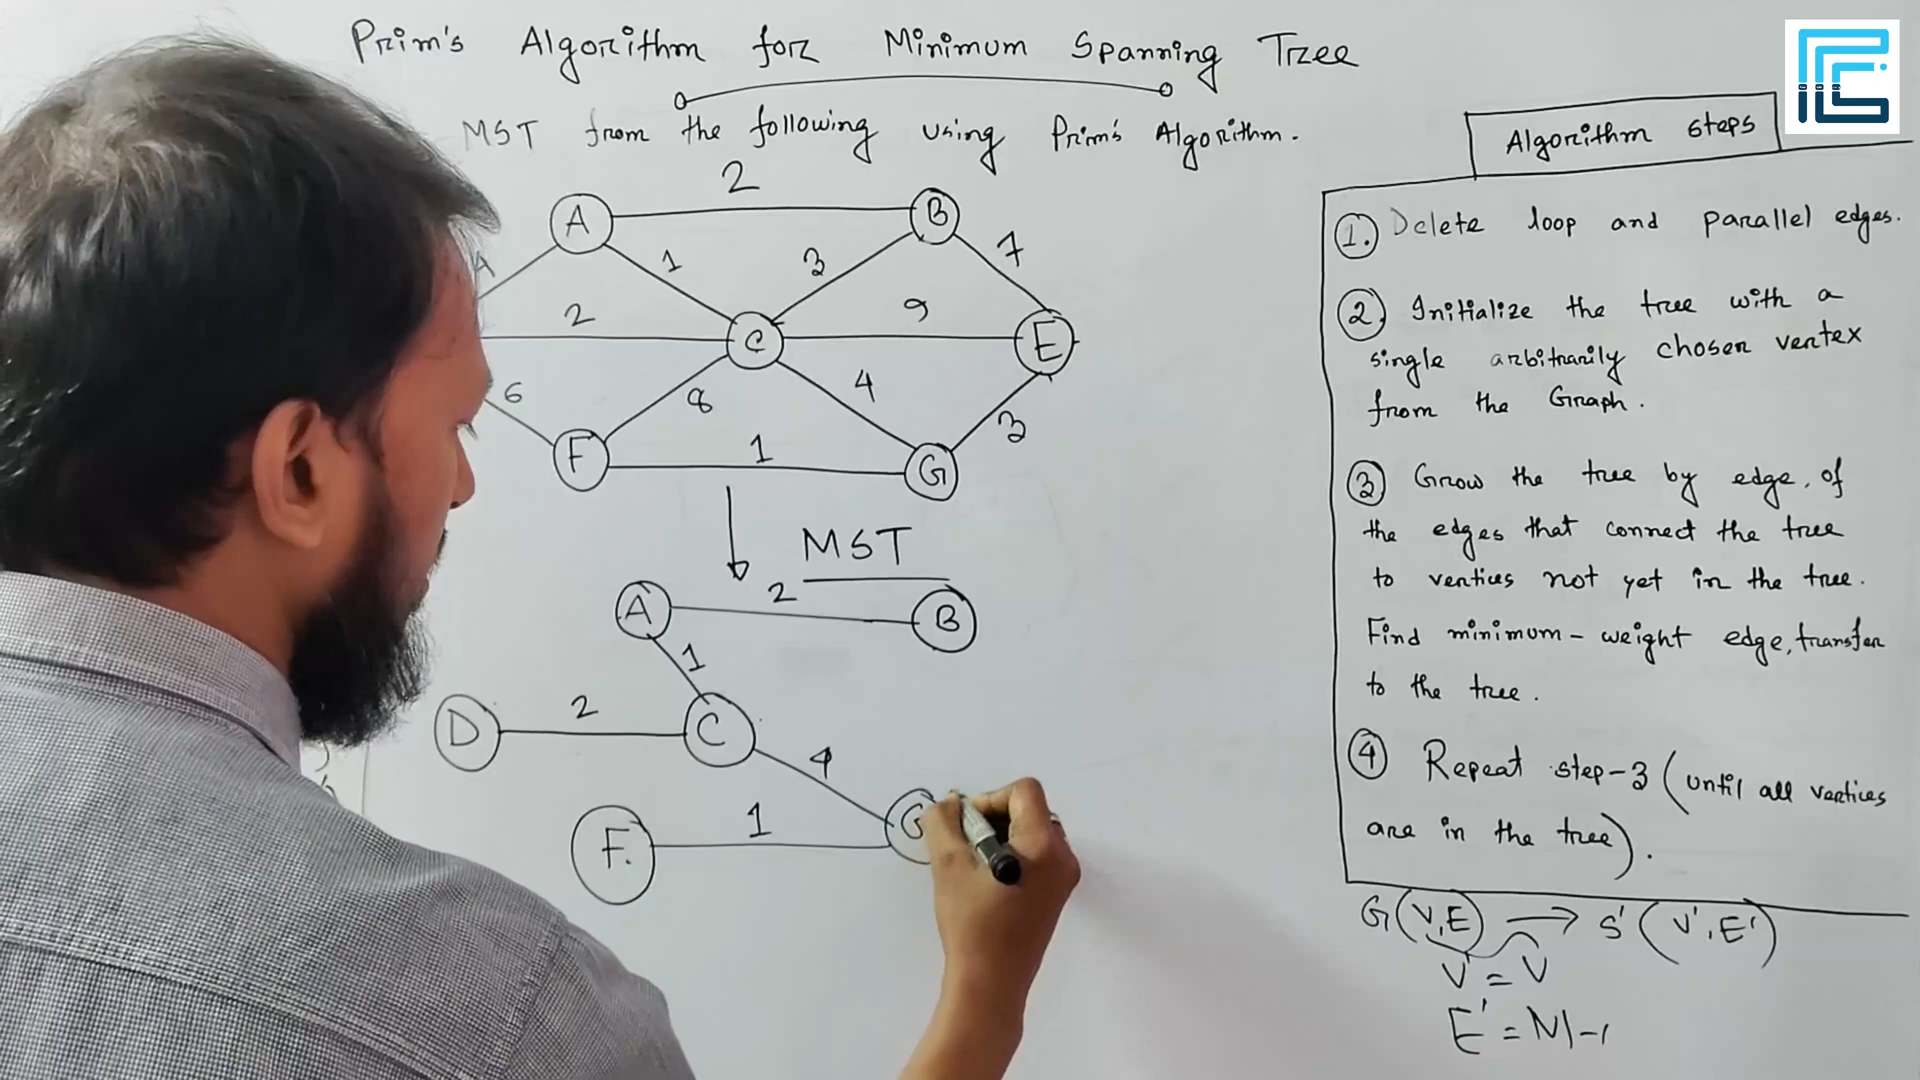 Prim's Algorithm for Minimum Spanning Tree
MST from the following using Prim's Algorithm.
2
A B
1 3 7
2 9
C E
6 8 4 3
F 1 G
MST
A 2 B
1
D 2 C
4
F. 1 G
Algorithm steps
1. Delete loop and parallel edges.
2. Initialize the tree with a
single arbitrarily chosen vertex
from the Graph.
3 Grow the tree by edge, of
the edges that connect the tree
to vertices not yet in the tree.
Find minimum - weight edge, transfer
to the tree.
4 Repeat step-3 (until all vertices
are in the tree).
G(V,E) → S' (V', E')
V' = V
E' =